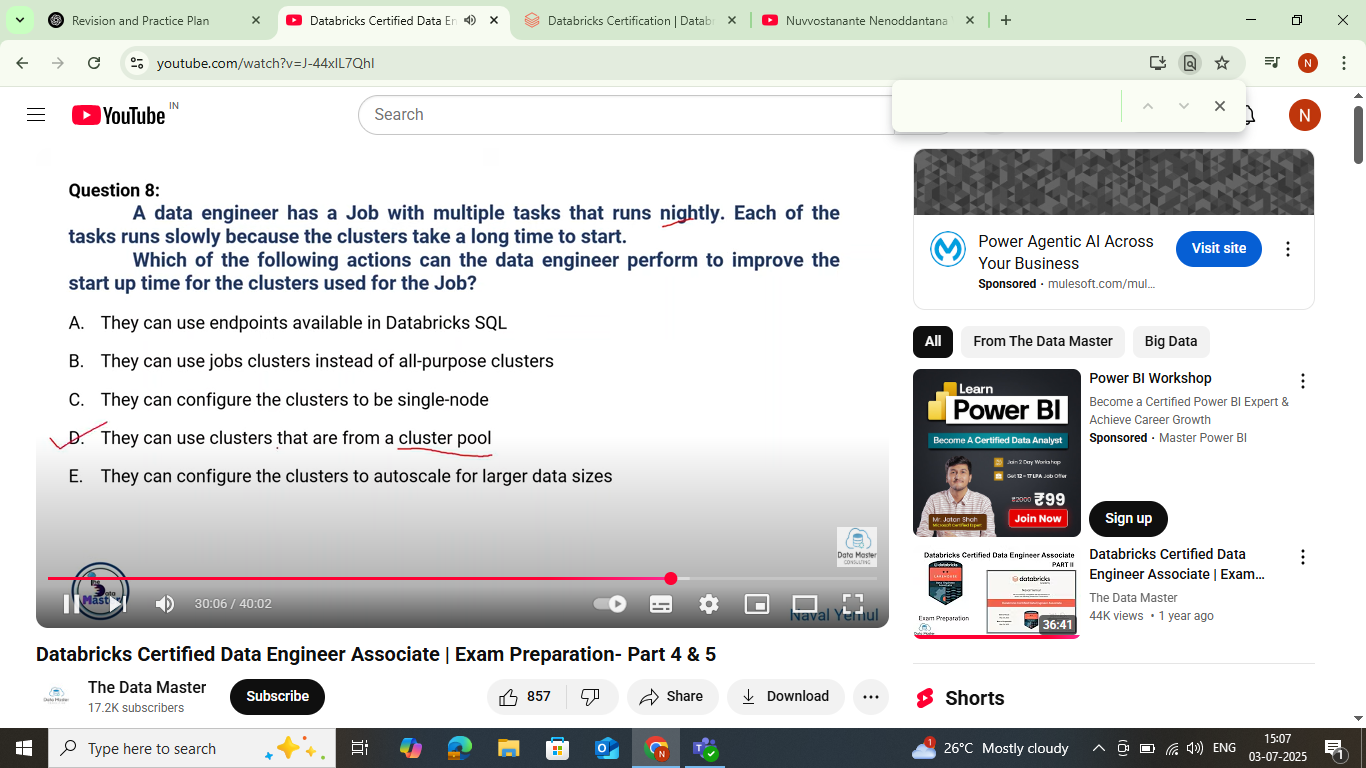 Revision and Practice Plan
Databricks Certified Data En
Databricks Certification | Datab
Nuvvostanante Nenoddantana
youtube.com/watch?v=J-44xlL7QhI
N
YouTube IN
Search
N
Question 8:
A data engineer has a Job with multiple tasks that runs nightly. Each of the
tasks runs slowly because the clusters take a long time to start.
Which of the following actions can the data engineer perform to improve the
start up time for the clusters used for the Job?
A. They can use endpoints available in Databricks SQL
B. They can use jobs clusters instead of all-purpose clusters
C. They can configure the clusters to be single-node
D. They can use clusters that are from a cluster pool
E. They can configure the clusters to autoscale for larger data sizes
Data Master
CONSULTING
The Data
Master
30:06 / 40:02
Naval Yemul
Databricks Certified Data Engineer Associate | Exam Preparation- Part 4 & 5
The Data Master
17.2K subscribers
Subscribe
857
Share
Download
Power Agentic AI Across
Your Business
Sponsored · mulesoft.com/mul...
Visit site
All
From The Data Master
Big Data
Learn
Power BI
Become A Certified Data Analyst
Join 2 Day Workshop
Get 12 - 17 LPA Job Offer
₹2000 ₹99
Join Now
Mr. Jatan Shah
Microsoft Certified Expert
Power BI Workshop
Become a Certified Power BI Expert &
Achieve Career Growth
Sponsored · Master Power BI
Sign up
Databricks Certified Data Engineer Associate
PART II
databricks
Exam Preparation
Naval Yemul
36:41
Databricks Certified Data
Engineer Associate | Exam...
The Data Master
44K views · 1 year ago
Shorts
Type here to search
26°C Mostly cloudy
ENG
15:07
03-07-2025
1